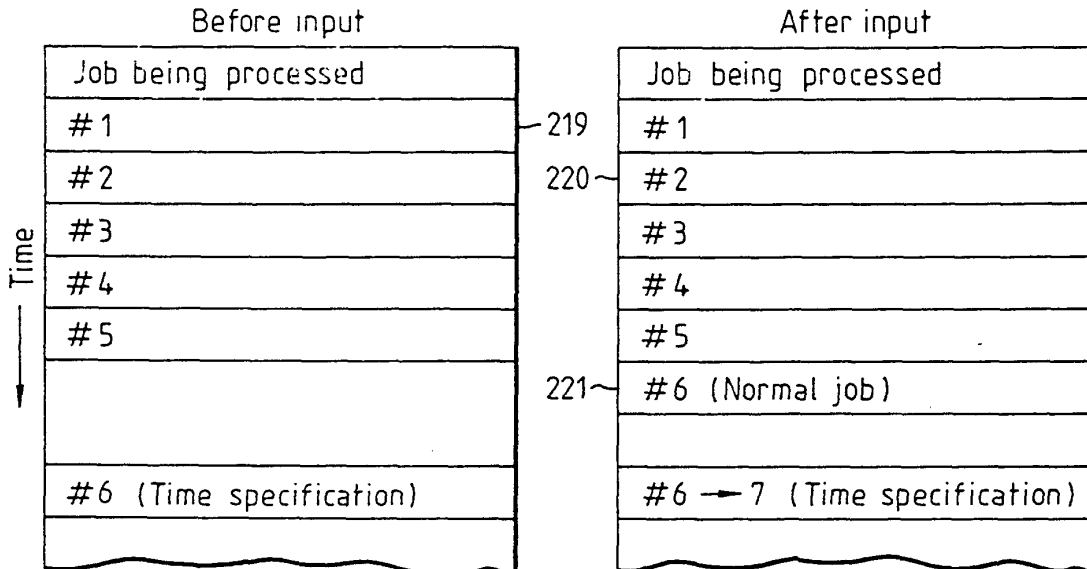 Before input
Job being processed
#1
#2
#3
#4
#5
#6 (Time specification)
Time
219
220
221
After input
Job being processed
#1
#2
#3
#4
#5
#6 (Normal job)
#6 → 7 (Time specification)